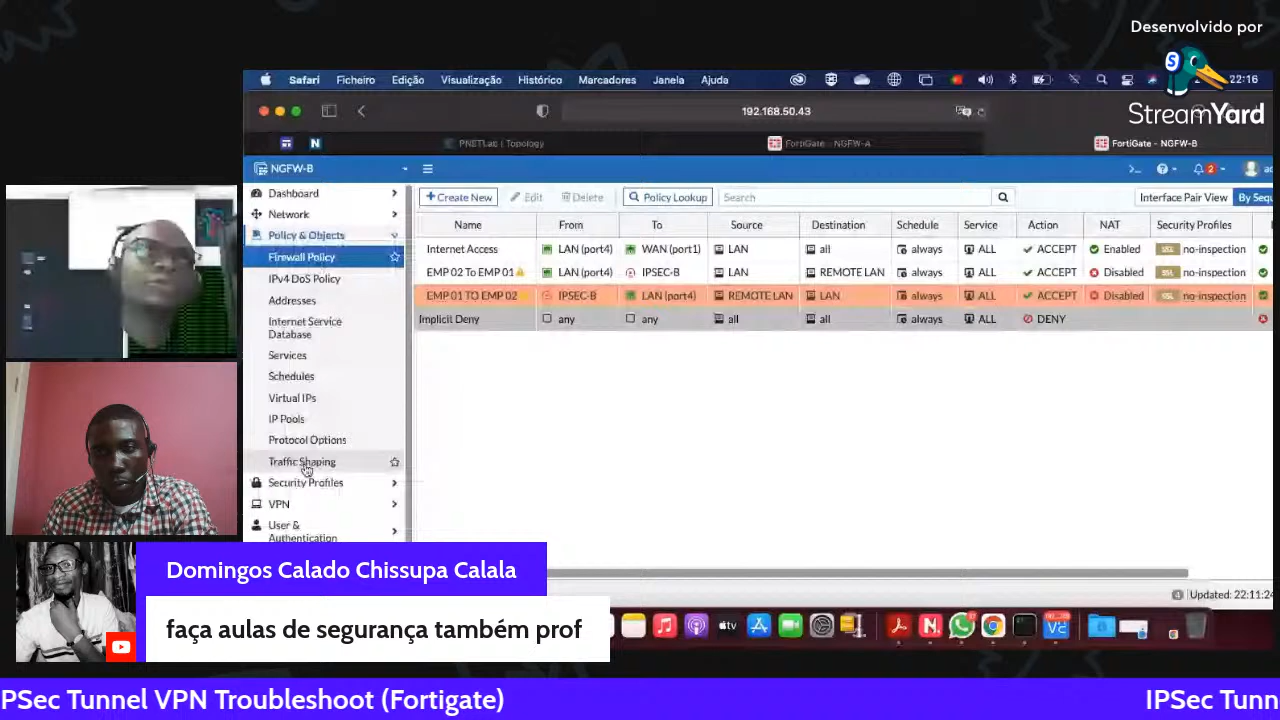 Desenvolvido por
StreamYard
Safari Ficheiro Edição Visualização Histórico Marcadores Janela Ajuda 22:16
192.168.50.43
N PNETLab | Topology FortiGate - NGFW-A FortiGate - NGFW-B
NGFW-B 2
Dashboard
Network
Policy & Objects
Firewall Policy
IPv4 DoS Policy
Addresses
Internet Service
Database
Services
Schedules
Virtual IPs
IP Pools
Protocol Options
Traffic Shaping
Security Profiles
VPN
User &
Authentication
+ Create New Edit Delete Policy Lookup Search Interface Pair View
Name From To Source Destination Schedule Service Action NAT Security Profiles
Internet Access LAN (port4) WAN (port1) LAN all always ALL ACCEPT Enabled SSL no-inspection
EMP 02 To EMP 01 LAN (port4) IPSEC-B LAN REMOTE LAN always ALL ACCEPT Disabled SSL no-inspection
EMP 01 TO EMP 02 IPSEC-B LAN (port4) REMOTE LAN LAN always ALL ACCEPT Disabled SSL no-inspection
Implicit Deny any any all all always ALL DENY
4 Updated: 22:11:24
tv
Domingos Calado Chissupa Calala
faça aulas de segurança também prof
PSec Tunnel VPN Troubleshoot (Fortigate) IPSec Tunn